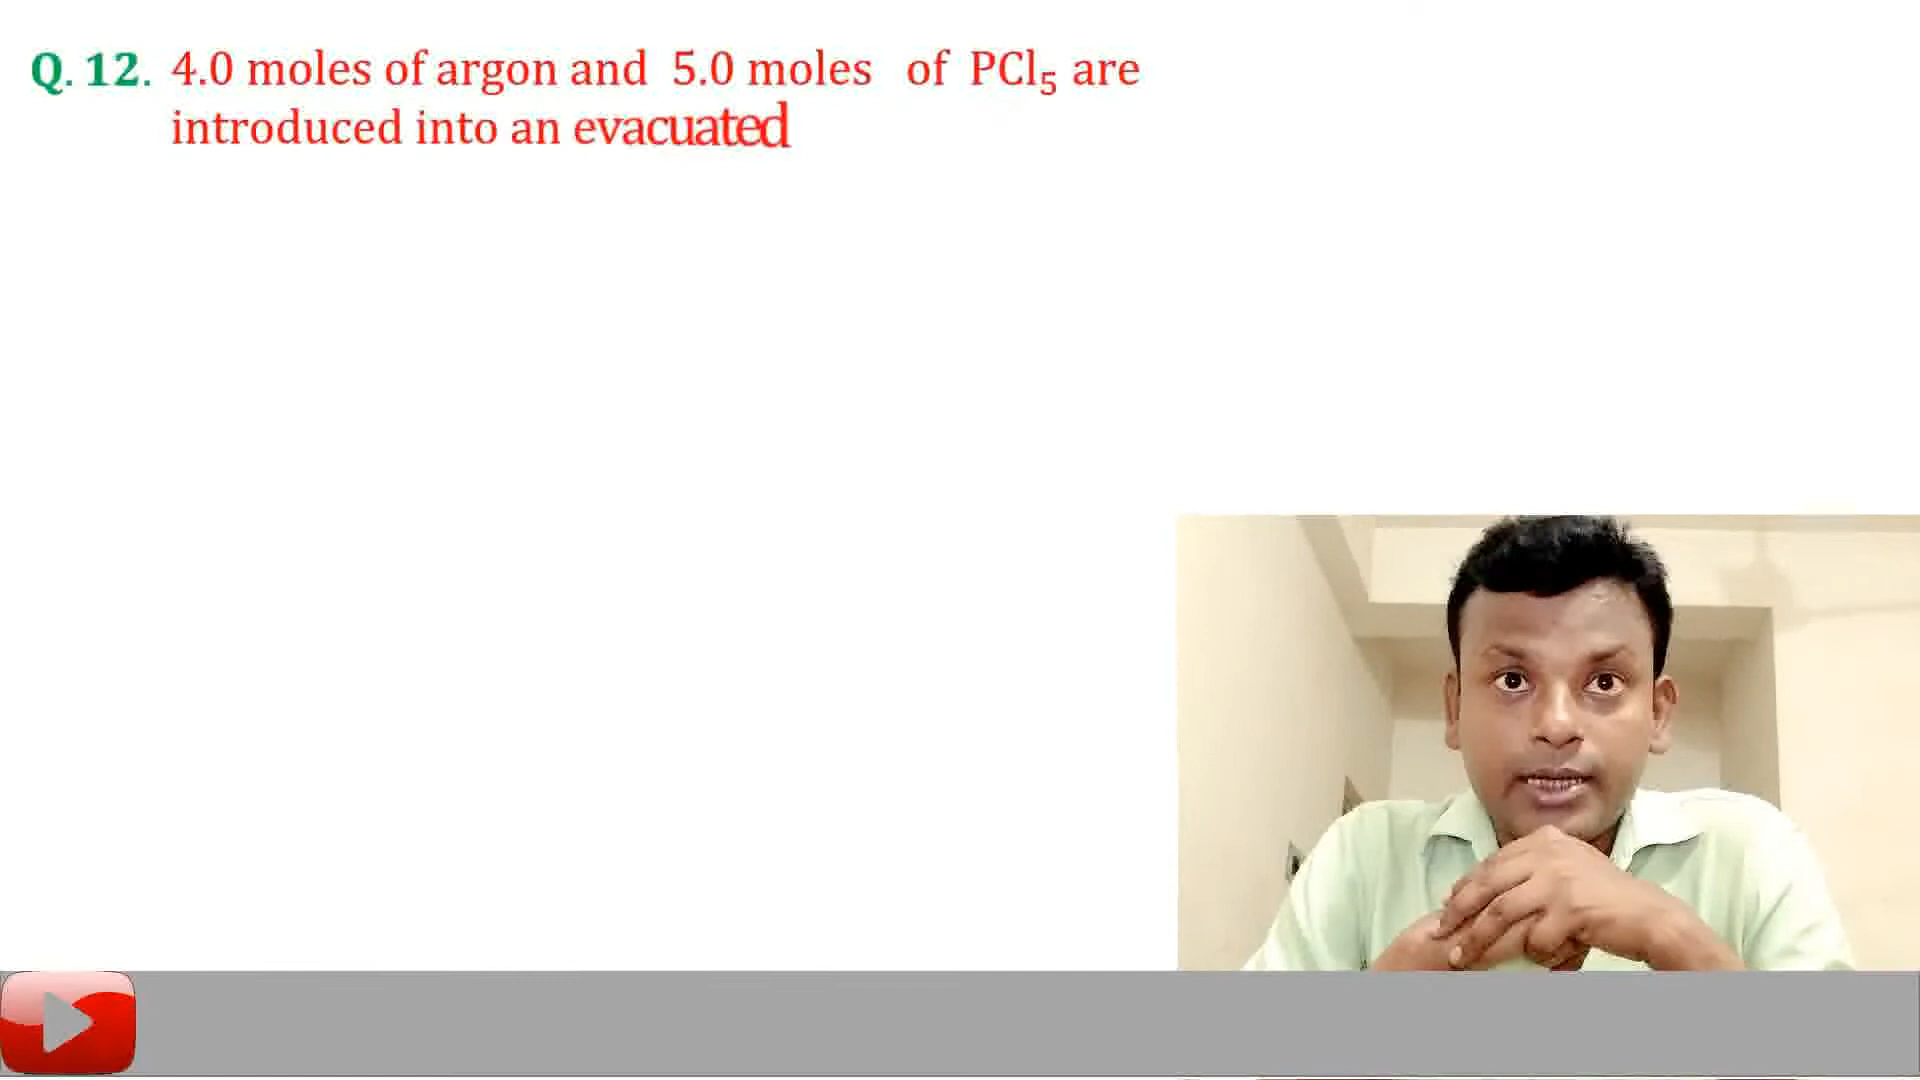 Q. 12. 4.0 moles of argon and 5.0 moles of PCl₅ are
introduced into an evacuated